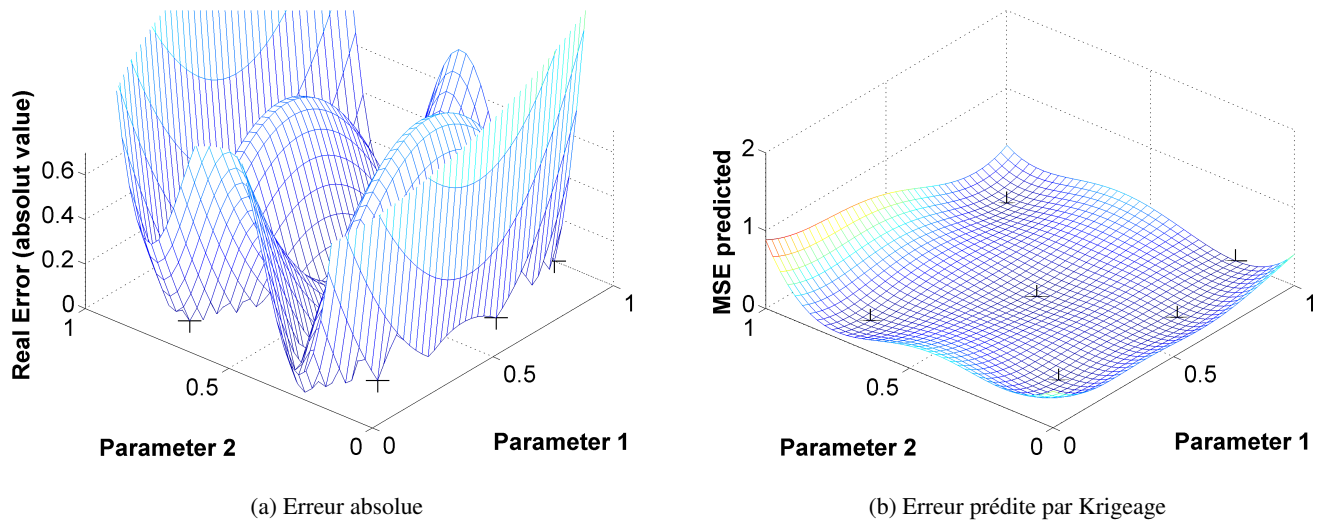 Real Error (absolut value)
0.6
0.4
0.2
0
1
0.5
0
0
0.5
1
Parameter 2
Parameter 1
(a) Erreur absolue
MSE predicted
2
1
0
1
0.5
0
0
0.5
1
Parameter 2
Parameter 1
(b) Erreur prédite par Krigeage